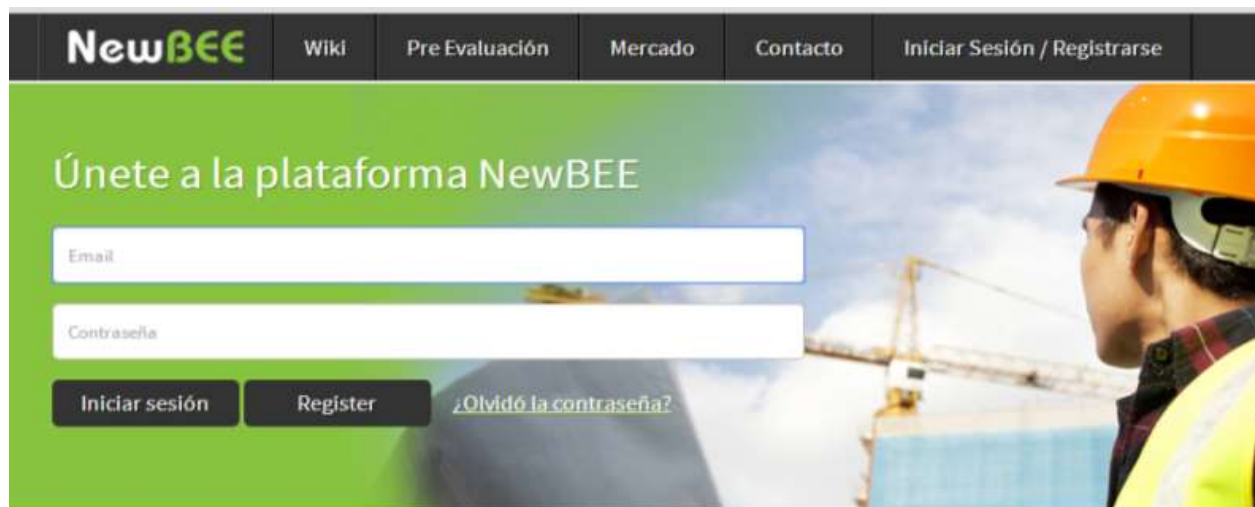 NewBEE Wiki Pre Evaluación Mercado Contacto Iniciar Sesión / Registrarse
Únete a la plataforma NewBEE
Email
Contraseña
Iniciar sesión Register ¿Olvidó la contraseña?